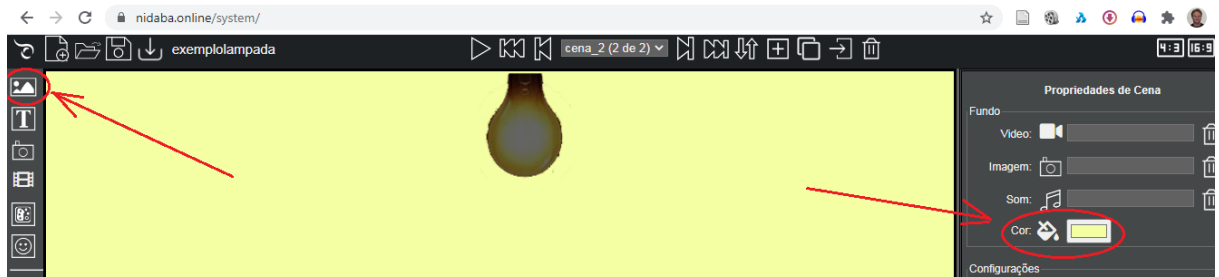 nidaba.online/system/
exemplolampada
cena_2 (2 de 2)
4:3 16:9
T
Propriedades de Cena
Fundo
Video:
Imagem:
Som:
Cor:
Configurações